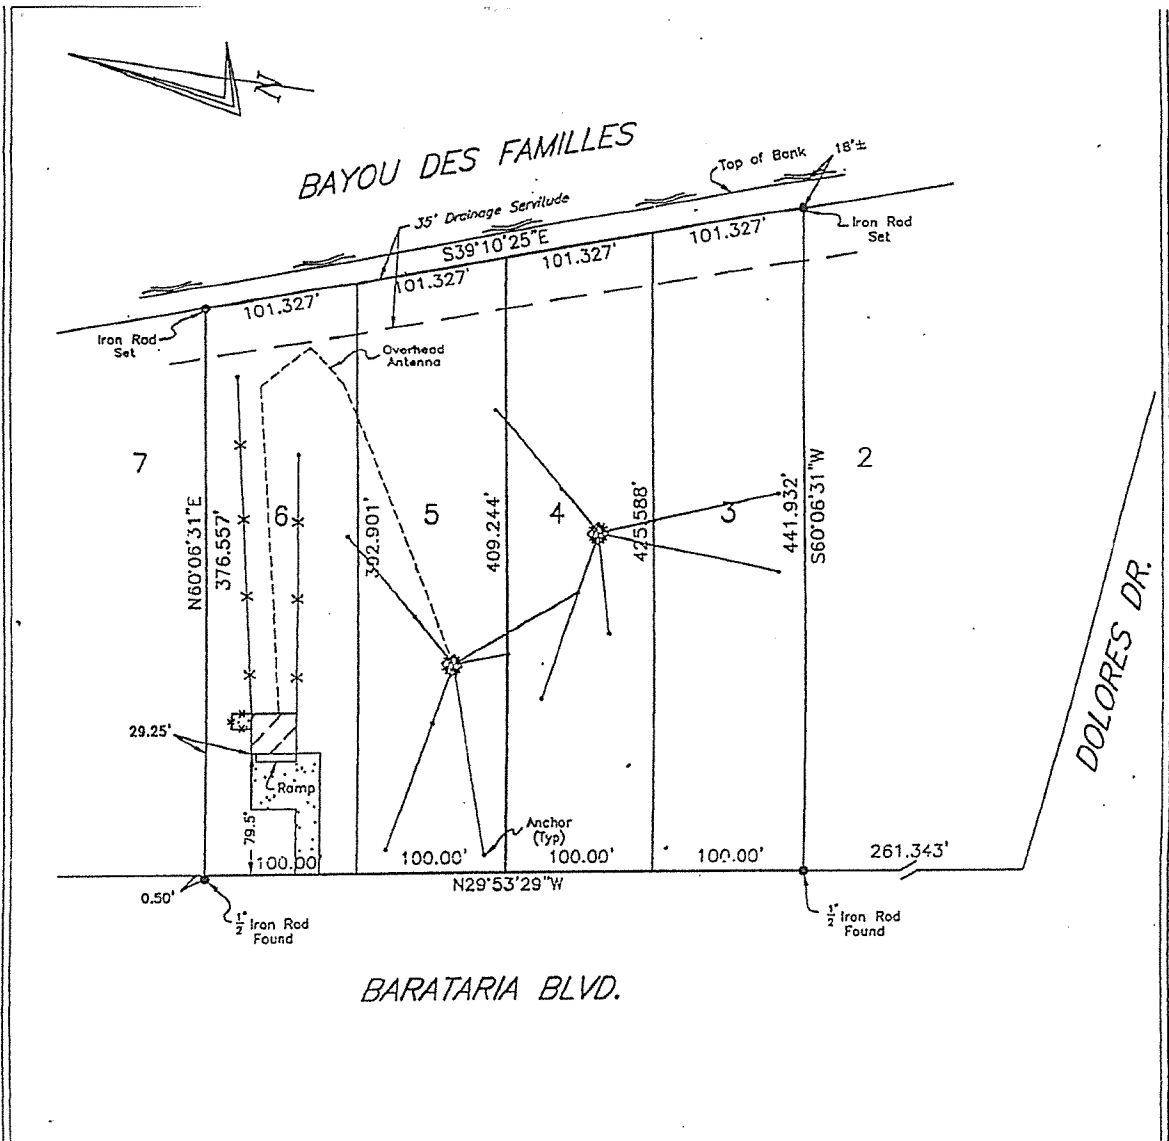 N
BAYOU DES FAMILLES
Top of Bank
18'±
35' Drainage Servitude
Iron Rod
Set
S39°10'25"E
101.327'
101.327'
101.327'
101.327'
Iron Rod
Set
Overhead
Antenna
7
6
5
4
3
2
N60°06'31"E
376.557'
392.901'
409.244'
425.588'
441.932'
S60°06'31"W
DOLORES DR.
29.25'
Ramp
79.5'
Anchor
(Typ)
100.00'
100.00'
100.00'
100.00'
261.343'
N29°53'29"W
0.50'
1/2" Iron Rod
Found
1/2" Iron Rod
Found
BARATARIA BLVD.